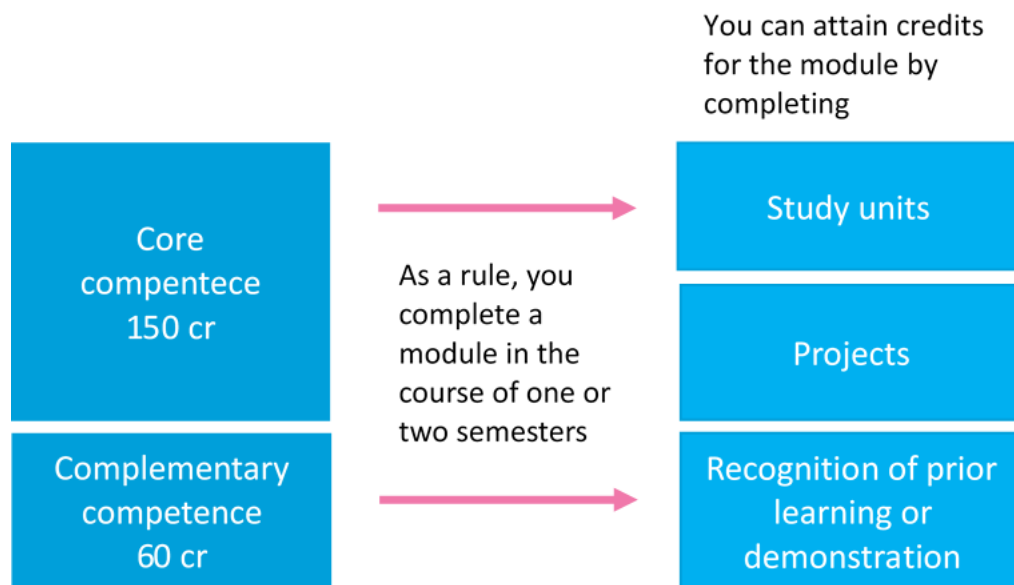 You can attain credits
for the module by
completing
Core
compentece
150 cr
Complementary
competence
60 cr
As a rule, you
complete a
module in the
course of one or
two semesters
Study units
Projects
Recognition of prior
learning or
demonstration